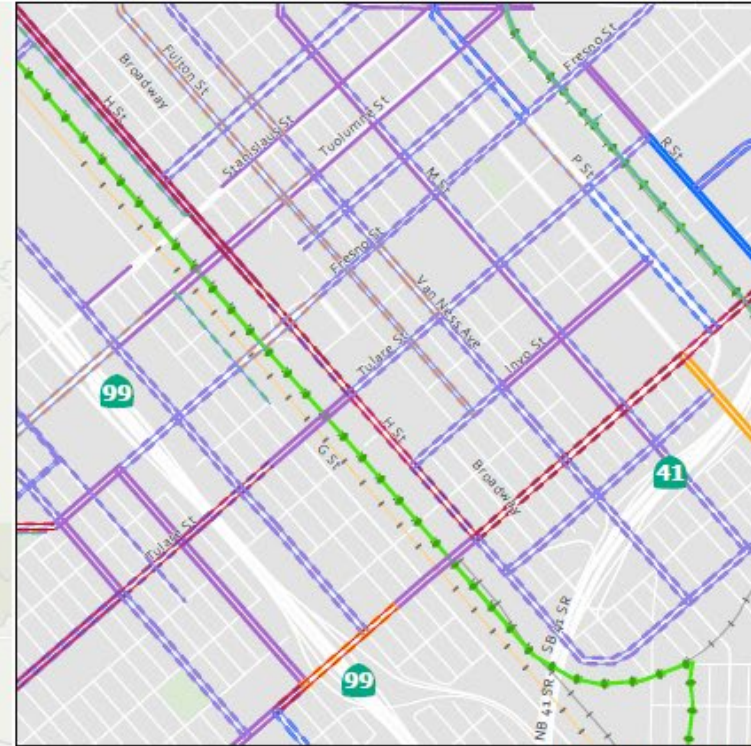 Fulton St
Broadway
Fresno St
H St
Stanislaus St
Tuolumne St
R St
P St
M St
Fresno St
Van Ness Ave
Tulare St
Inyo St
99
H St
G St
Broadway
41
Tulare St
99
SB 41 SR
NB 41 SR